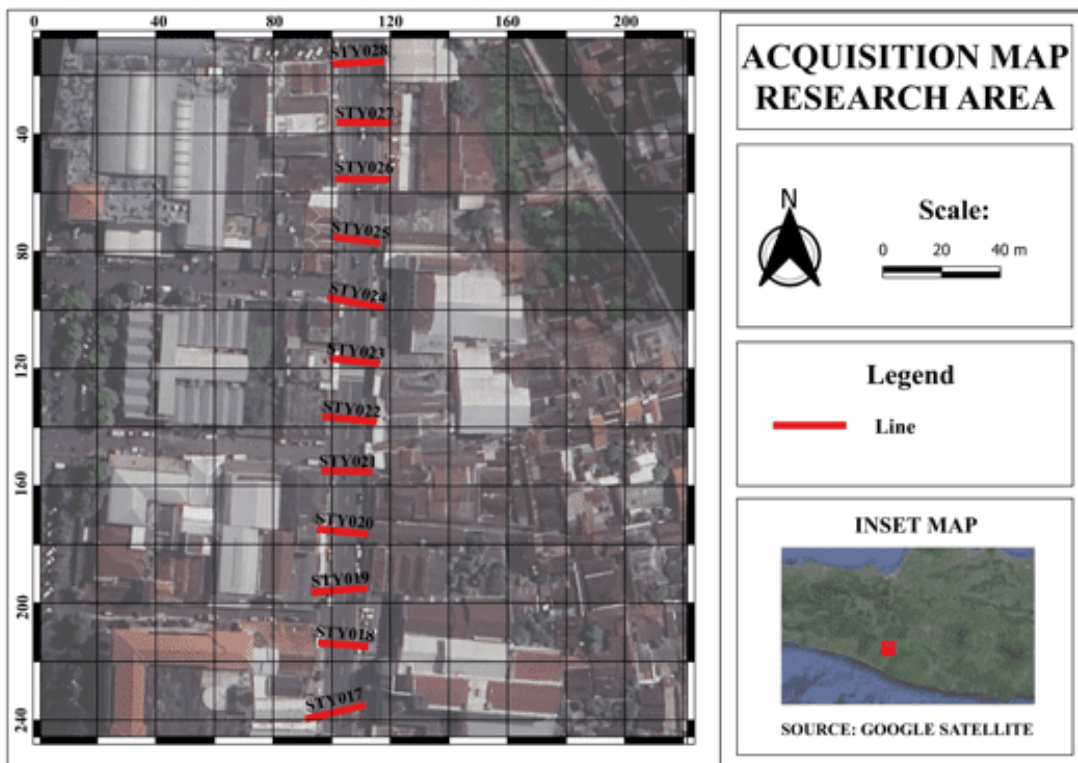 0 40 80 120 160 200
40
80
120
160
200
240
STY028
STY027
STY026
STY025
STY024
STY023
STY022
STY021
STY020
STY019
STY018
STY017
ACQUISITION MAP
RESEARCH AREA
N
Scale:
0 20 40 m
Legend
Line
INSET MAP
SOURCE: GOOGLE SATELLITE